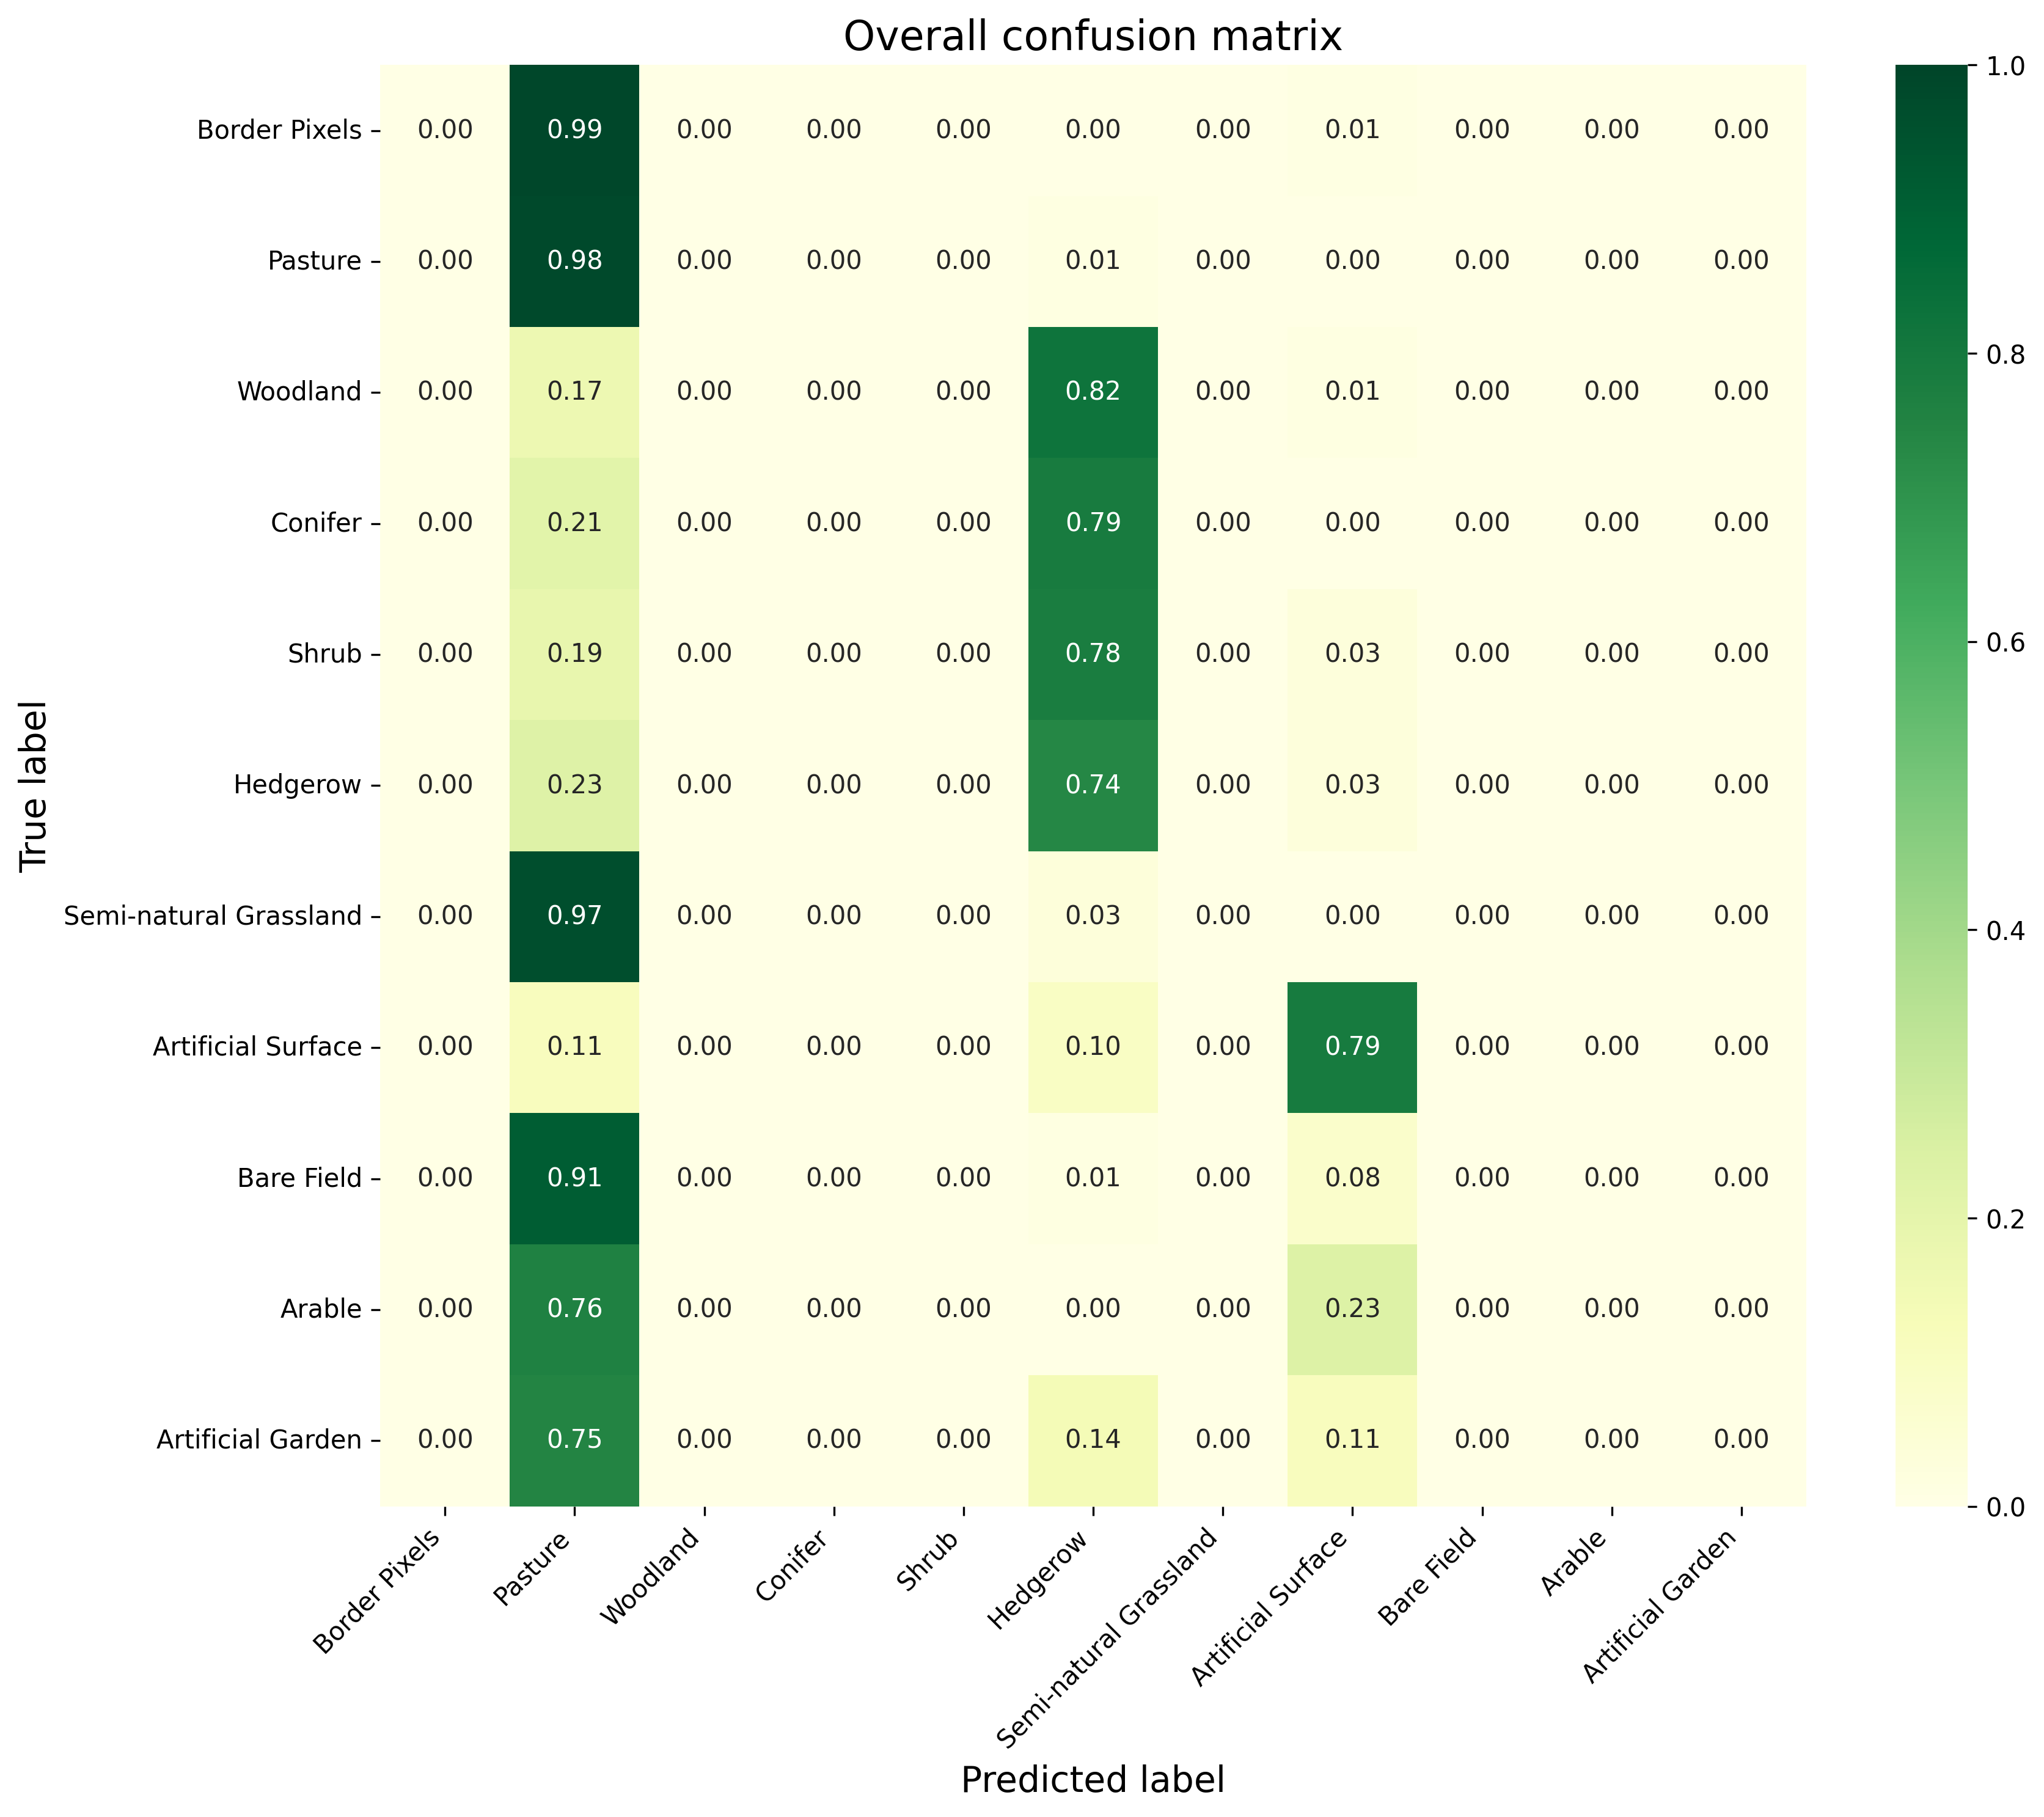 Overall confusion matrix
True label
Border Pixels 0.00 0.99 0.00 0.00 0.00 0.00 0.00 0.01 0.00 0.00 0.00
Pasture 0.00 0.98 0.00 0.00 0.00 0.01 0.00 0.00 0.00 0.00 0.00
Woodland 0.00 0.17 0.00 0.00 0.00 0.82 0.00 0.01 0.00 0.00 0.00
Conifer 0.00 0.21 0.00 0.00 0.00 0.79 0.00 0.00 0.00 0.00 0.00
Shrub 0.00 0.19 0.00 0.00 0.00 0.78 0.00 0.03 0.00 0.00 0.00
Hedgerow 0.00 0.23 0.00 0.00 0.00 0.74 0.00 0.03 0.00 0.00 0.00
Semi-natural Grassland 0.00 0.97 0.00 0.00 0.00 0.03 0.00 0.00 0.00 0.00 0.00
Artificial Surface 0.00 0.11 0.00 0.00 0.00 0.10 0.00 0.79 0.00 0.00 0.00
Bare Field 0.00 0.91 0.00 0.00 0.00 0.01 0.00 0.08 0.00 0.00 0.00
Arable 0.00 0.76 0.00 0.00 0.00 0.00 0.00 0.23 0.00 0.00 0.00
Artificial Garden 0.00 0.75 0.00 0.00 0.00 0.14 0.00 0.11 0.00 0.00 0.00
Border Pixels
Pasture
Woodland
Conifer
Shrub
Hedgerow
Semi-natural Grassland
Artificial Surface
Bare Field
Arable
Artificial Garden
Predicted label
1.0
0.8
0.6
0.4
0.2
0.0